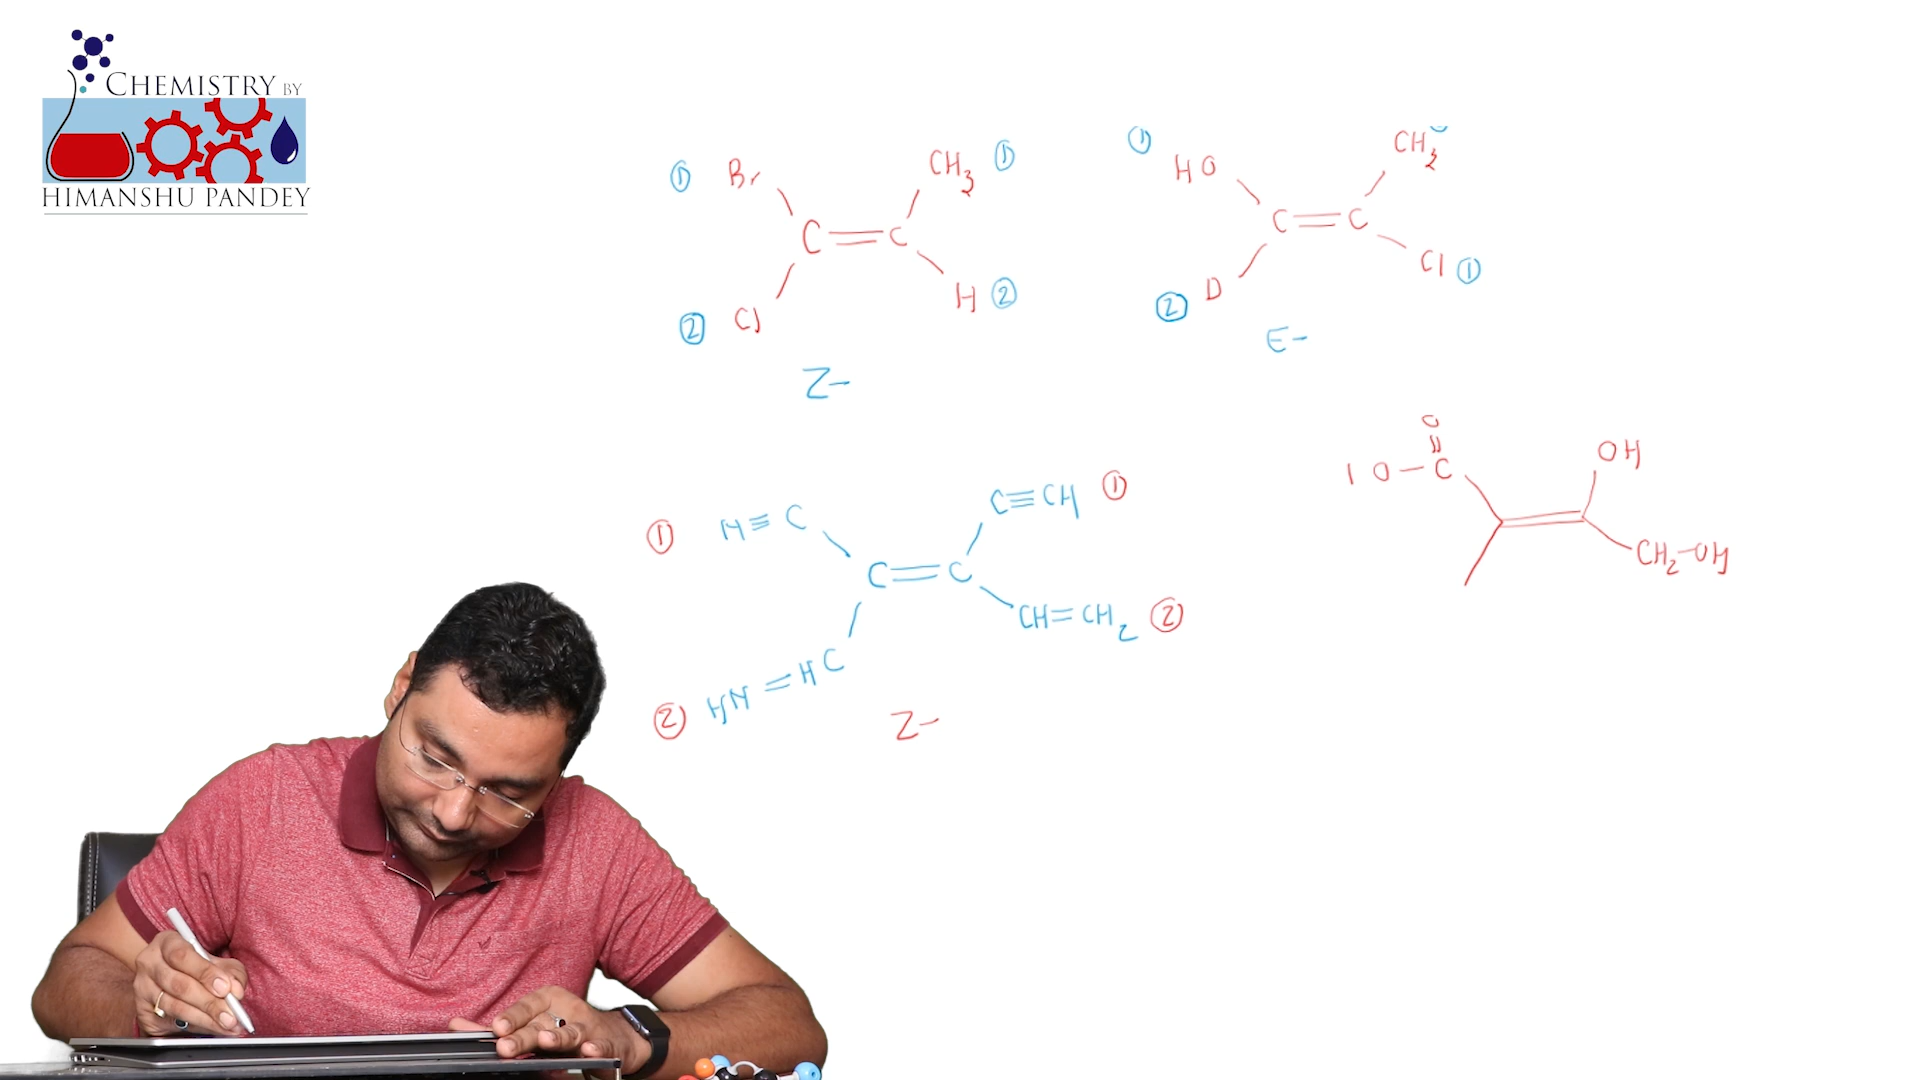 CHEMISTRY BY
HIMANSHU PANDEY
① Br CH3 ①
C=C
② Cl H ②
Z-
① HO CH3 ②
C=C
② D Cl ①
E-
① N≡C C≡CH ①
C=C
② HN=HC CH=CH2 ②
Z-
O
I O-C OH
CH2-OH